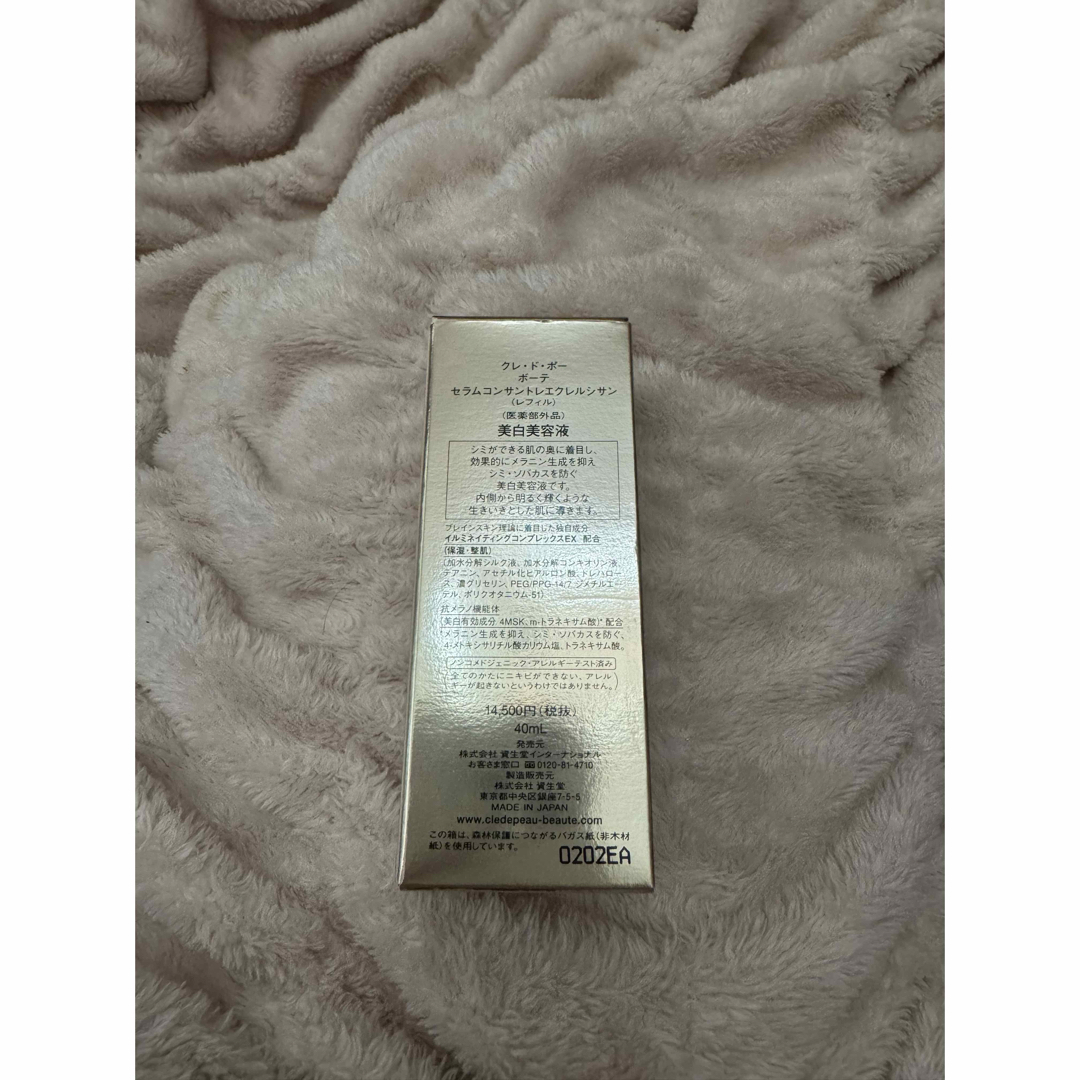 クレ・ド・ポー
ボーテ
セラムコンサントレエクレルシサン
(レフィル)
(医薬部外品)
美白美容液
シミができる肌の奥に着目し、
効果的にメラニン生成を抑え
シミ・ソバカスを防ぐ
美白美容液です。
内側から明るく輝くような
生きいきとした肌に導きます。
ブレインスキン理論に着目した独自成分
イルミネイティングコンプレックスEX 配合
(保湿・整肌)
(加水分解シルク液、加水分解コンキオリン液、
テアニン、アセチル化ヒアルロン酸、トレハロー
ス、濃グリセリン、PEG/PPG-14/7 ジメチルエー
テル、ポリクオタニウム-51)
抗メラノ機能体
(美白有効成分 4MSK、m-トラネキサム酸)* 配合
*メラニン生成を抑え、シミ・ソバカスを防ぐ、
4-メトキシサリチル酸カリウム塩、トラネキサム酸。
ノンコメドジェニック・アレルギーテスト済み
(全てのかたにニキビができない、アレル
ギーが起きないというわけではありません。)
14,500円(税抜)
40mL
発売元
株式会社 資生堂インターナショナル
お客さま窓口 0120-81-4710
製造販売元
株式会社 資生堂
東京都中央区銀座7-5-5
MADE IN JAPAN
www.cledepeau-beaute.com
この箱は、森林保護につながるバガス紙(非木材
紙)を使用しています。
0202EA